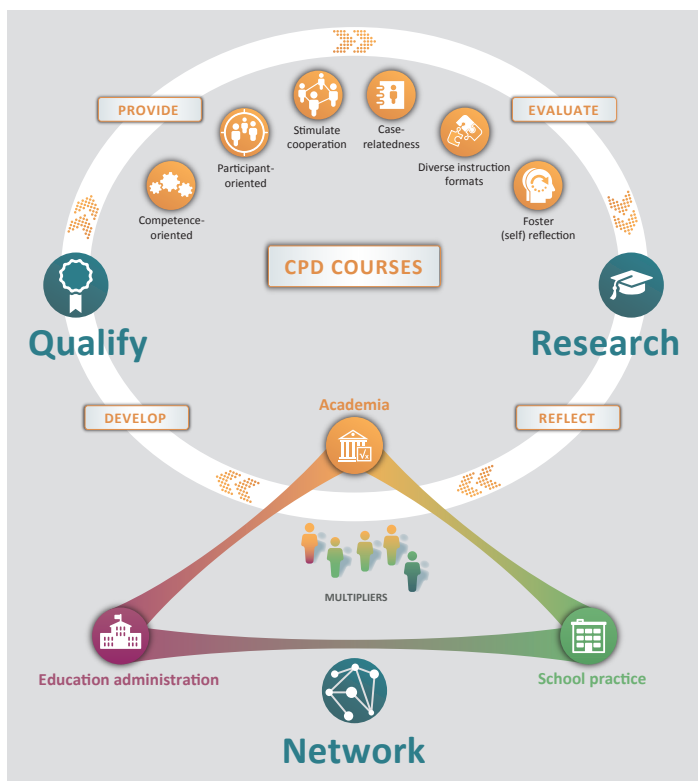 PROVIDE
EVALUATE
Stimulate
cooperation
Case-
relatedness
Participant-
oriented
Diverse instruction
formats
Competence-
oriented
Foster
(self) reflection
CPD COURSES
Qualify
Research
DEVELOP
Academia
REFLECT
√x
MULTIPLIERS
Education administration
School practice
Network